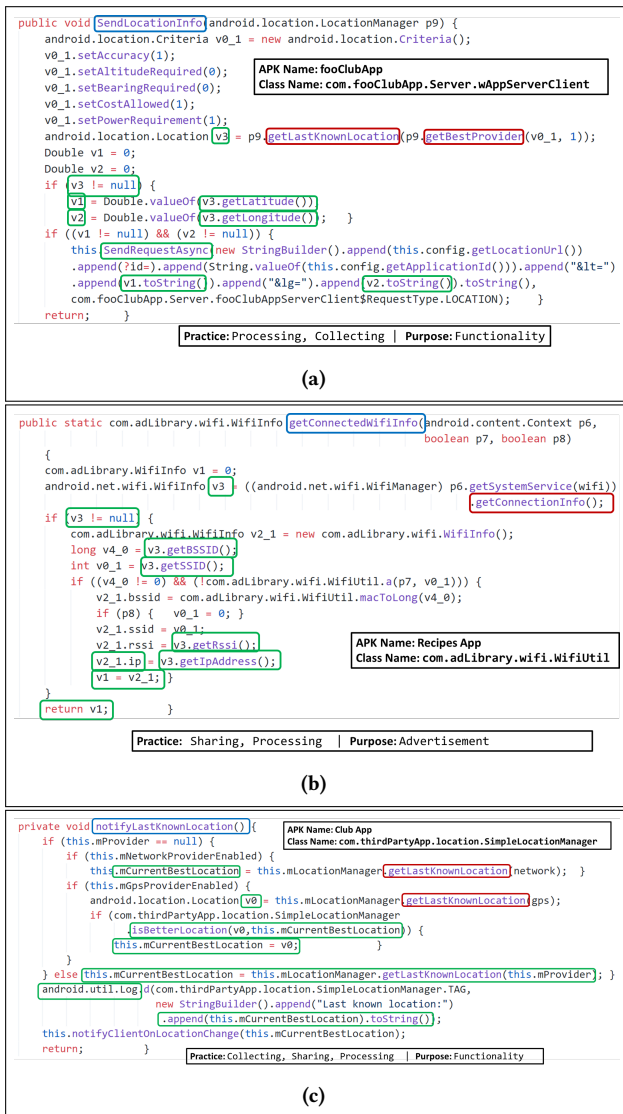 public void SendLocationInfo(android.location.LocationManager p9) {
android.location.Criteria v0_1 = new android.location.Criteria();
v0_1.setAccuracy(1);
v0_1.setAltitudeRequired(0);
v0_1.setBearingRequired(0);
v0_1.setCostAllowed(1);
v0_1.setPowerRequirement(1);
APK Name: fooClubApp
Class Name: com.fooClubApp.Server.wAppServerClient
android.location.Location v3 = p9.getLastKnownLocation(p9.getBestProvider(v0_1, 1));
Double v1 = 0;
Double v2 = 0;
if (v3 != null) {
v1 = Double.valueOf(v3.getLatitude())
v2 = Double.valueOf(v3.getLongitude()); }
if ((v1 != null) && (v2 != null)) {
this.SendRequestAsync(new StringBuilder().append(this.config.getLocationUrl())
.append(?id=).append(String.valueOf(this.config.getApplicationId())).append("&lt=")
.append(v1.toString()).append("&lg=").append(v2.toString()).toString(),
com.fooClubApp.Server.fooClubAppServerClient$RequestType.LOCATION); }
return; }
Practice: Processing, Collecting | Purpose: Functionality
(a)
public static com.adLibrary.wifi.WifiInfo getConnectedWifiInfo(android.content.Context p6,
boolean p7, boolean p8)
{
com.adLibrary.WifiInfo v1 = 0;
android.net.wifi.WifiInfo v3 = ((android.net.wifi.WifiManager) p6.getSystemService(wifi))
.getConnectionInfo();
if (v3 != null) {
com.adLibrary.wifi.WifiInfo v2_1 = new com.adLibrary.wifi.WifiInfo();
long v4_0 = v3.getBSSID();
int v0_1 = v3.getSSID();
if ((v4_0 != 0) && (!com.adLibrary.wifi.WifiUtil.a(p7, v0_1))) {
v2_1.bssid = com.adLibrary.wifi.WifiUtil.macToLong(v4_0);
if (p8) { v0_1 = 0; }
v2_1.ssid = v0_1;
v2_1.rssi = v3.getRssi();
v2_1.ip = v3.getIpAddress();
v1 = v2_1; }
APK Name: Recipes App
Class Name: com.adLibrary.wifi.WifiUtil
}
return v1; }
Practice: Sharing, Processing | Purpose: Advertisement
(b)
private void notifyLastKnownLocation() {
APK Name: Club App
Class Name: com.thirdPartyApp.location.SimpleLocationManager
if (this.mProvider == null) {
if (this.mNetworkProviderEnabled) {
this.mCurrentBestLocation = this.mLocationManager.getLastKnownLocation(network); }
if (this.mGpsProviderEnabled) {
android.location.Location v0 = this.mLocationManager.getLastKnownLocation(gps);
if (com.thirdPartyApp.location.SimpleLocationManager
.isBetterLocation(v0,this.mCurrentBestLocation)) {
this.mCurrentBestLocation = v0; }
}
} else this.mCurrentBestLocation = this.mLocationManager.getLastKnownLocation(this.mProvider); }
android.util.Log.d(com.thirdPartyApp.location.SimpleLocationManager.TAG,
new StringBuilder().append("Last known location:")
.append(this.mCurrentBestLocation).toString());
this.notifyClientOnLocationChange(this.mCurrentBestLocation);
return; }
Practice: Collecting, Sharing, Processing | Purpose: Functionality
(c)